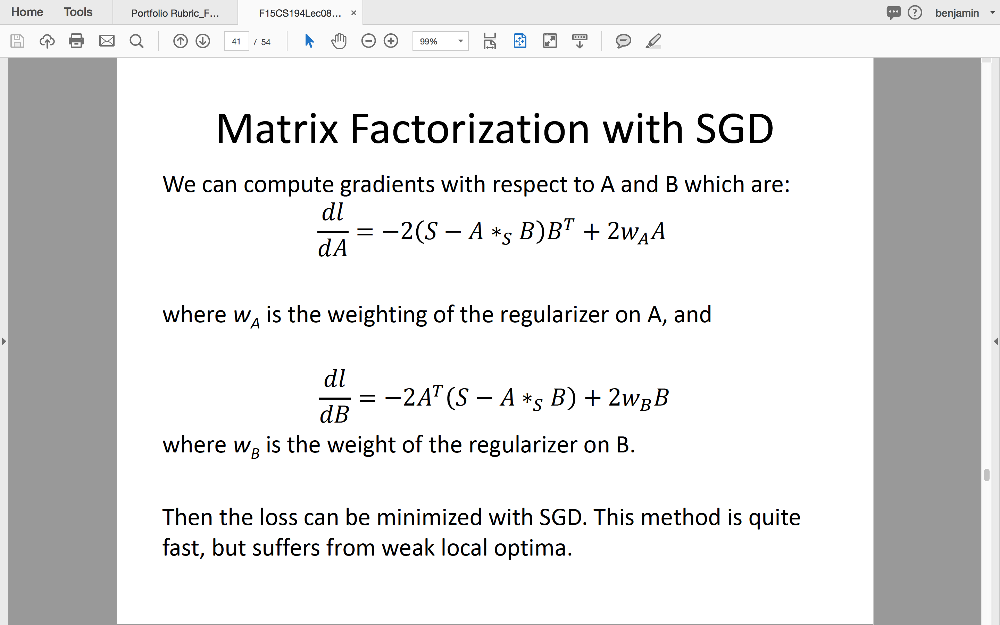 Home Tools Portfolio Rubric_F... F15CS194Lec08... × ? benjamin
41 / 54 99%
Matrix Factorization with SGD
We can compute gradients with respect to A and B which are:
dl/dA = −2(S − A *_S B)B^T + 2w_A A
where w_A is the weighting of the regularizer on A, and
dl/dB = −2A^T(S − A *_S B) + 2w_B B
where w_B is the weight of the regularizer on B.
Then the loss can be minimized with SGD. This method is quite
fast, but suffers from weak local optima.